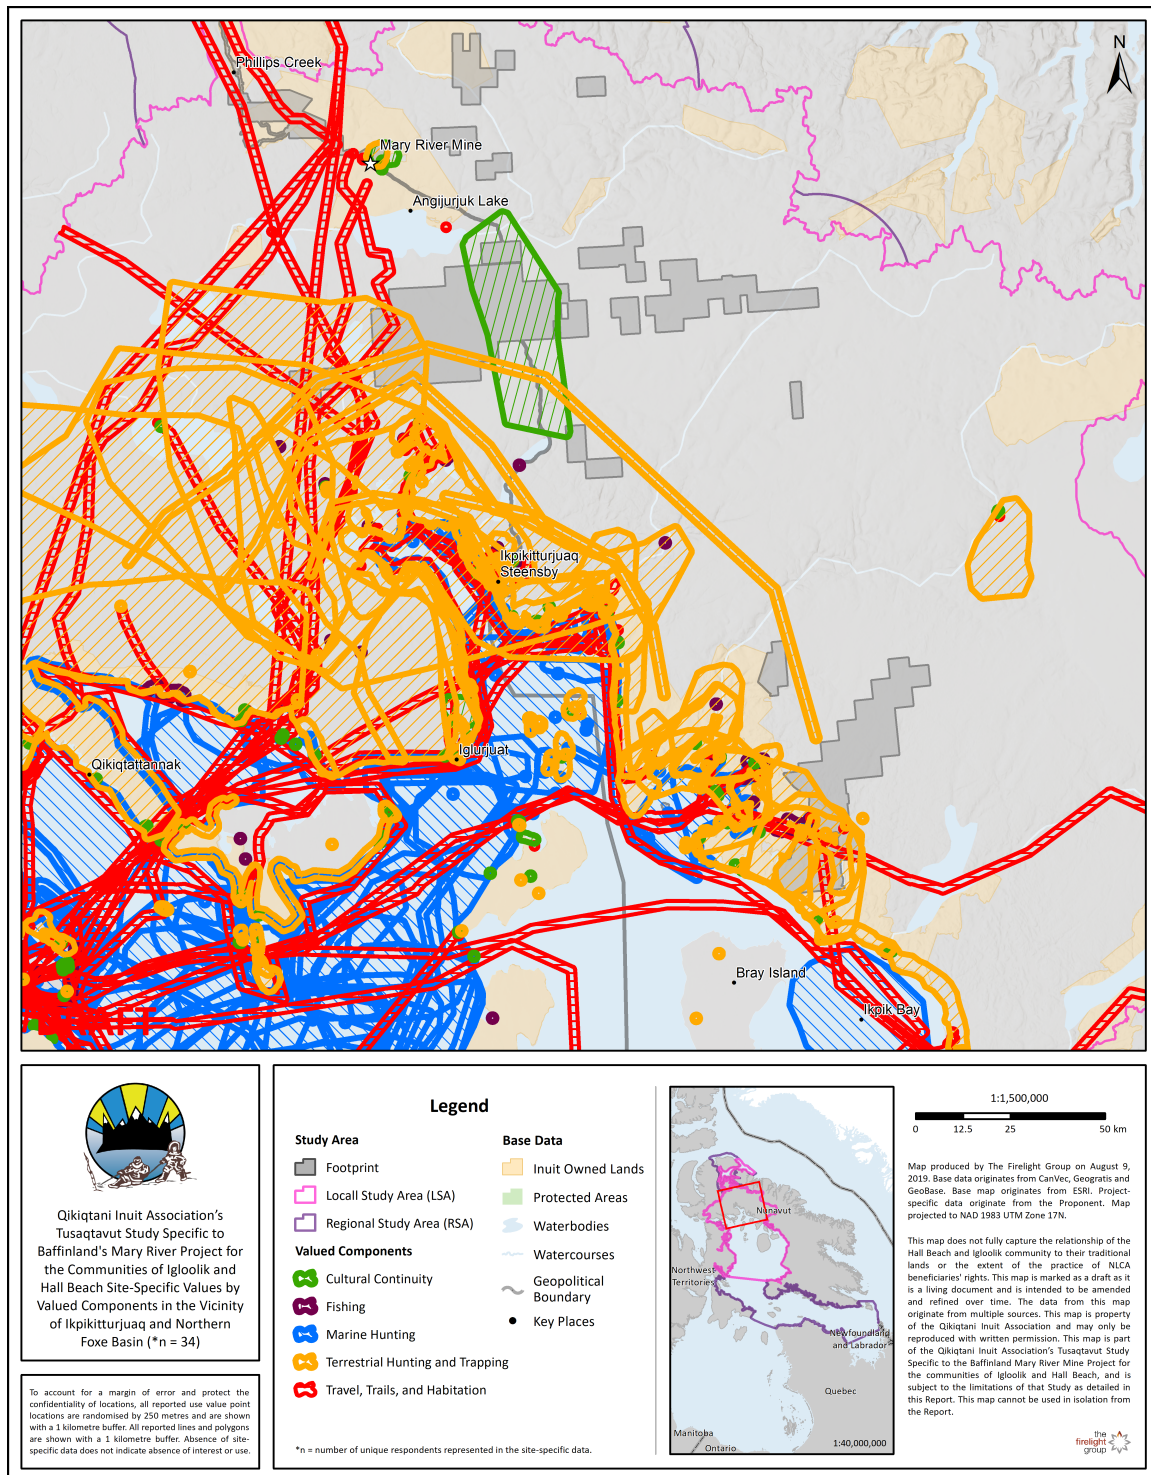 N
Phillips Creek
Mary River Mine
Angijurjuk Lake
Ikpikitturjuaq
Steensby
Iglurjuat
Qikiqtattannak
Bray Island
Ikpik Bay
Qikiqtani Inuit Association's
Tusaqtavut Study Specific to
Baffinland's Mary River Project for
the Communities of Igloolik and
Hall Beach Site-Specific Values by
Valued Components in the Vicinity
of Ikpikitturjuaq and Northern
Foxe Basin (*n = 34)
To account for a margin of error and protect the
confidentiality of locations, all reported use value point
locations are randomised by 250 metres and are shown
with a 1 kilometre buffer. All reported lines and polygons
are shown with a 1 kilometre buffer. Absence of site-
specific data does not indicate absence of interest or use.
Legend
Study Area
Footprint
Locall Study Area (LSA)
Regional Study Area (RSA)
Valued Components
Cultural Continuity
Fishing
Marine Hunting
Terrestrial Hunting and Trapping
Travel, Trails, and Habitation
Base Data
Inuit Owned Lands
Protected Areas
Waterbodies
Watercourses
Geopolitical
Boundary
Key Places
*n = number of unique respondents represented in the site-specific data.
Nunavut
Northwest
Territories
Newfoundland
and Labrador
Quebec
Manitoba
Ontario
1:40,000,000
1:1,500,000
0 12.5 25 50 km
Map produced by The Firelight Group on August 9,
2019. Base data originates from CanVec, Geogratis and
GeoBase. Base map originates from ESRI. Project-
specific data originate from the Proponent. Map
projected to NAD 1983 UTM Zone 17N.
This map does not fully capture the relationship of the
Hall Beach and Igloolik community to their traditional
lands or the extent of the practice of NLCA
beneficiaries' rights. This map is marked as a draft as it
is a living document and is intended to be amended
and refined over time. The data from this map
originate from multiple sources. This map is property
of the Qikiqtani Inuit Association and may only be
reproduced with written permission. This map is part
of the Qikiqtani Inuit Association's Tusaqtavut Study
Specific to the Baffinland Mary River Mine Project for
the communities of Igloolik and Hall Beach, and is
subject to the limitations of that Study as detailed in
this Report. This map cannot be used in isolation from
the Report.
the
firelight
group